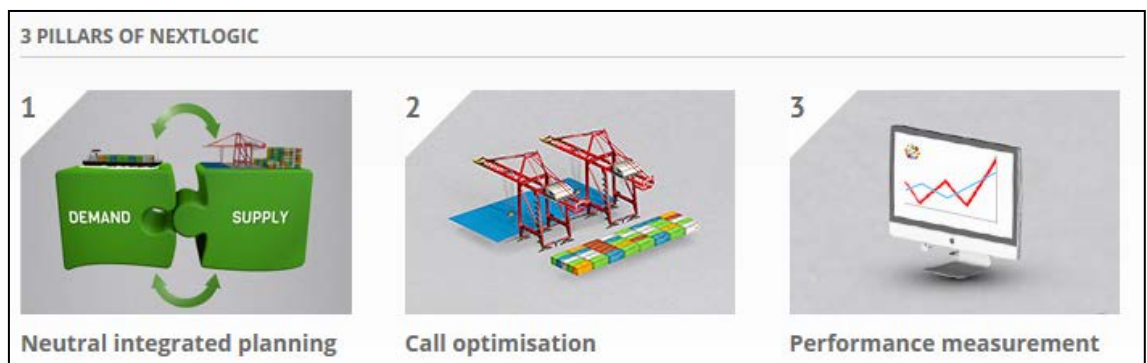 3 PILLARS OF NEXTLOGIC
1
2
3
DEMAND
SUPPLY
Neutral integrated planning
Call optimisation
Performance measurement